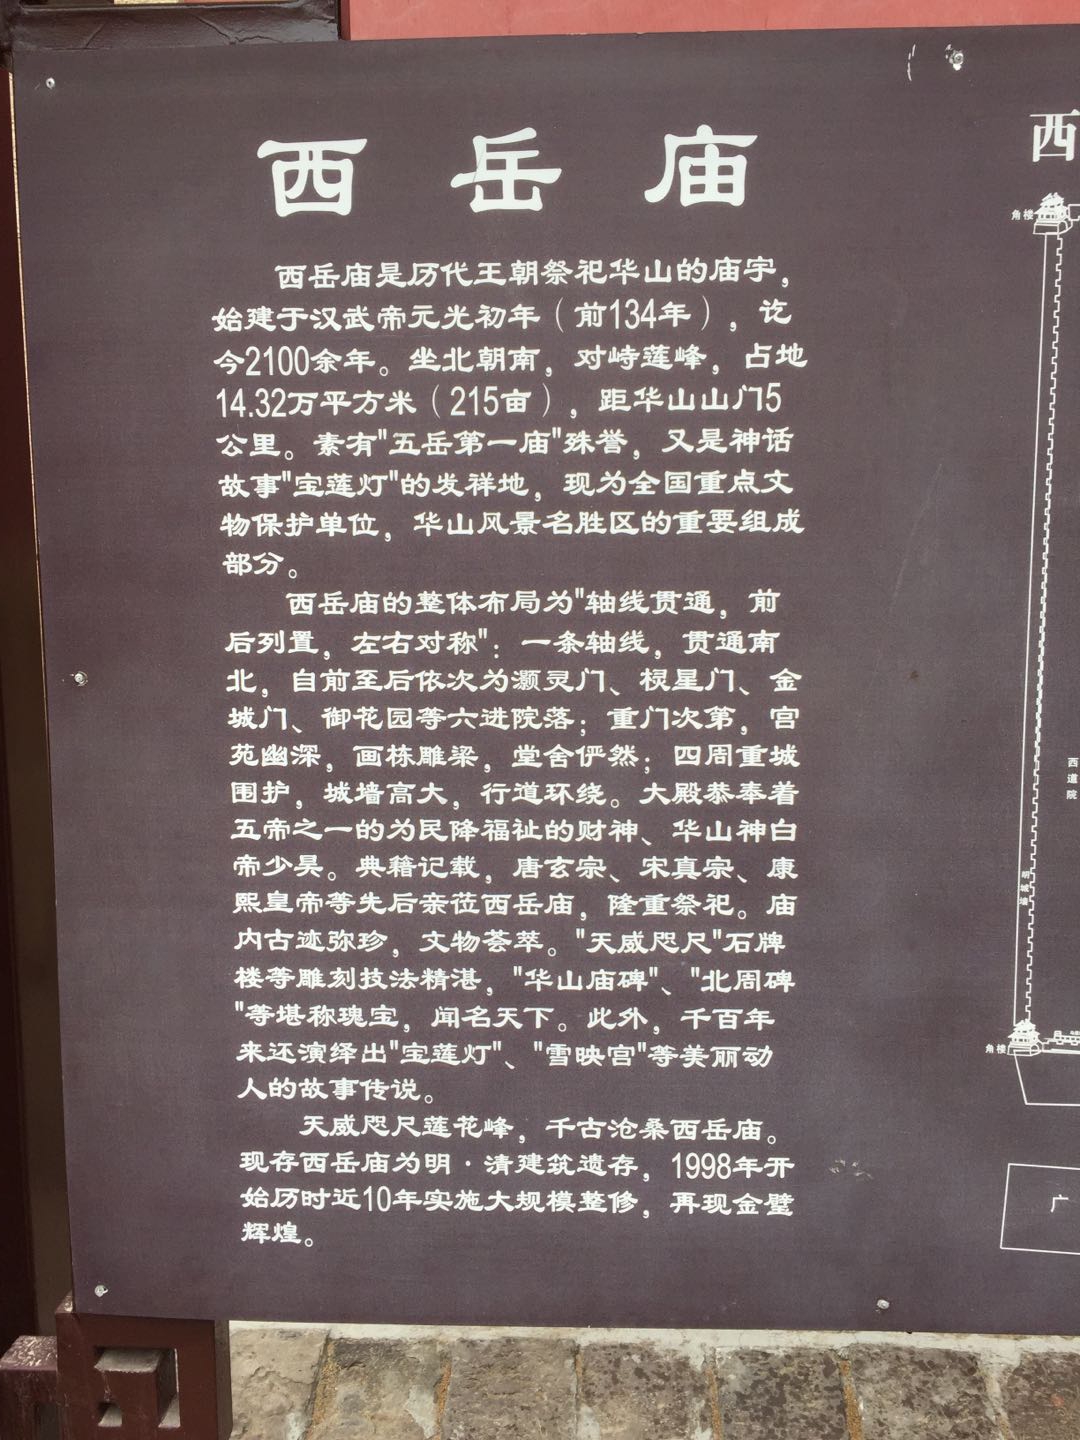 西岳庙
西岳庙是历代王朝祭祀华山的庙宇，
始建于汉武帝元光初年（前134年），讫
今2100余年。坐北朝南，对峙莲峰，占地
14.32万平方米（215亩），距华山山门5
公里。素有"五岳第一庙"殊誉，又是神话
故事"宝莲灯"的发祥地，现为全国重点文
物保护单位，华山风景名胜区的重要组成
部分。
西岳庙的整体布局为"轴线贯通，前
后列置，左右对称"：一条轴线，贯通南
北，自前至后依次为灏灵门、棂星门、金
城门、御花园等六进院落；重门次第，宫
苑幽深，画栋雕梁，堂舍俨然；四周重城
围护，城墙高大，行道环绕。大殿恭奉着
五帝之一的为民降福祉的财神、华山神白
帝少昊。典藉记载，唐玄宗、宋真宗、康
熙皇帝等先后亲莅西岳庙，隆重祭祀。庙
内古迹弥珍，文物荟萃。"天威咫尺"石牌
楼等雕刻技法精湛，"华山庙碑"、"北周碑
"等堪称瑰宝，闻名天下。此外，千百年
来还演绎出"宝莲灯"、"雪映宫"等美丽动
人的故事传说。
天威咫尺莲花峰，千古沧桑西岳庙。
现存西岳庙为明·清建筑遗存，1998年开
始历时近10年实施大规模整修，再现金璧
辉煌。
西
角楼
西道院
明城墙
角楼
广